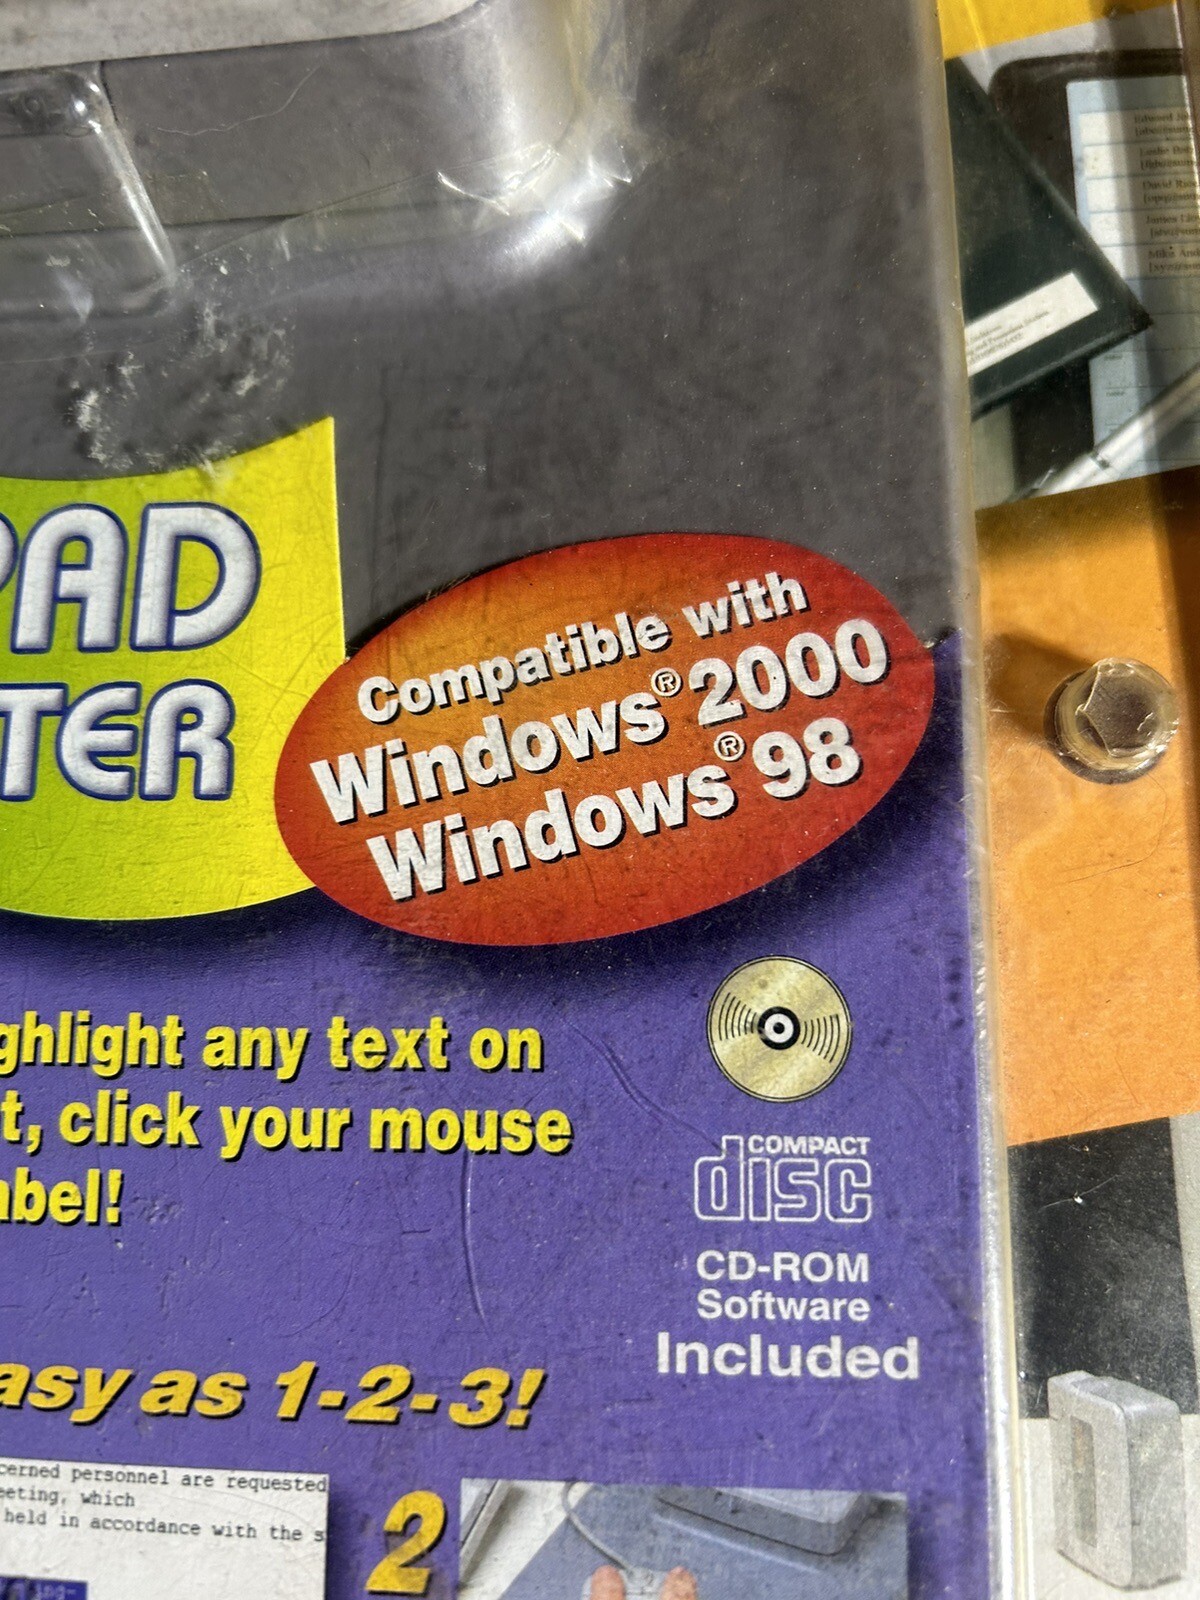 PAD
TER
Compatible with
Windows® 2000
Windows® 98
ghlight any text on
t, click your mouse
abel!
COMPACT
disc
CD-ROM
Software
Included
asy as 1-2-3!
cerned personnel are requested
eeting, which
held in accordance with the s
2